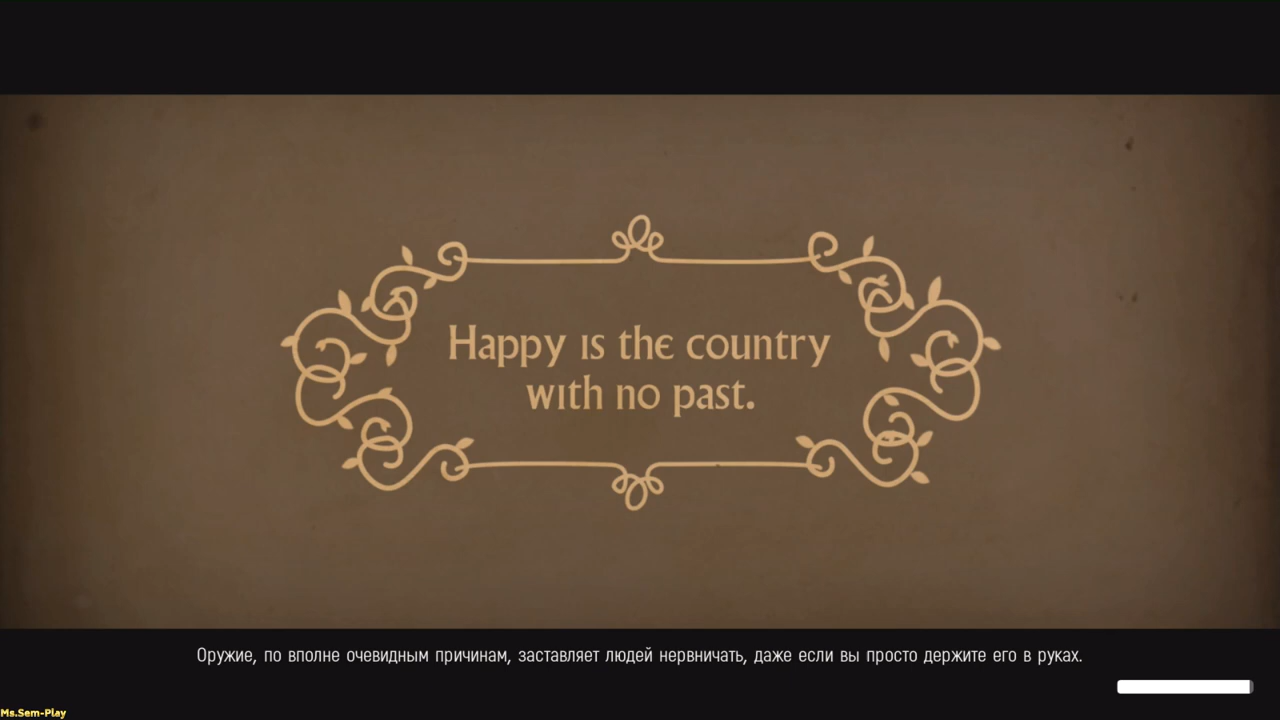 Happy is the country
with no past.
Оружие, по вполне очевидным причинам, заставляет людей нервничать, даже если вы просто держите его в руках.
Ms.Sem-Play